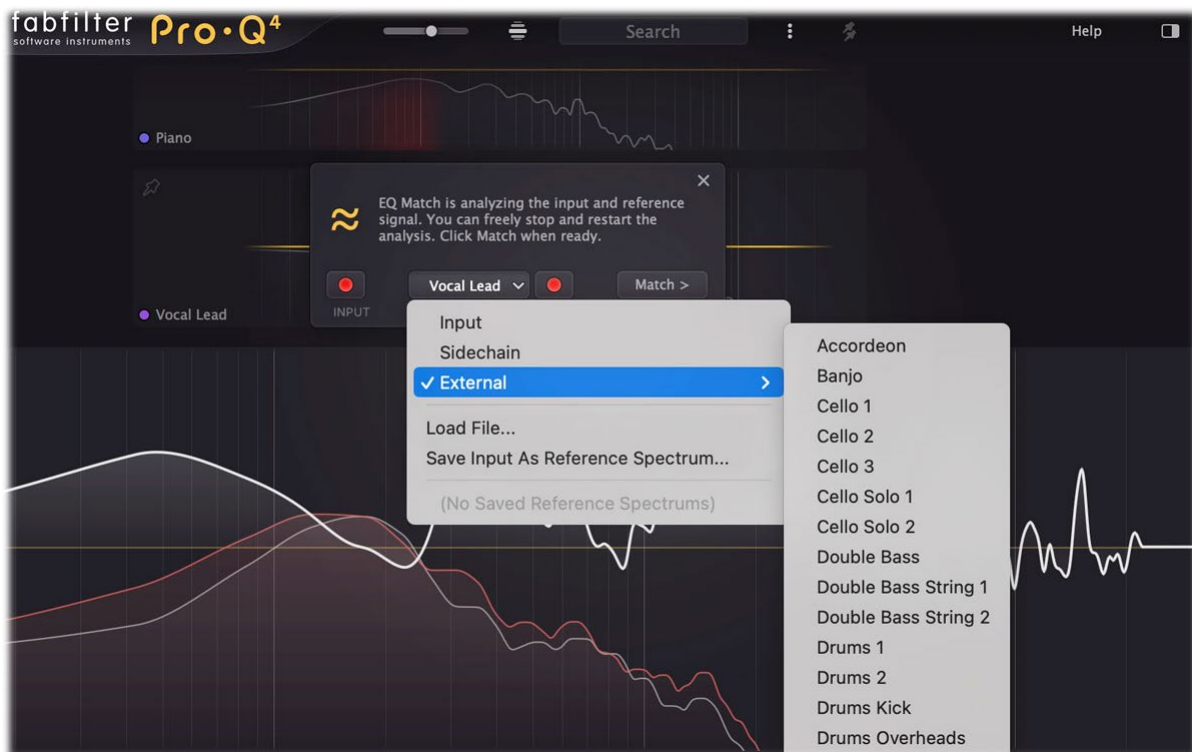 fabfilter
software instruments
Pro·Q⁴
Search
Help
Piano
EQ Match is analyzing the input and reference
signal. You can freely stop and restart the
analysis. Click Match when ready.
Vocal Lead
Match >
INPUT
Vocal Lead
Input
Sidechain
External
Load File...
Save Input As Reference Spectrum...
(No Saved Reference Spectrums)
Accordeon
Banjo
Cello 1
Cello 2
Cello 3
Cello Solo 1
Cello Solo 2
Double Bass
Double Bass String 1
Double Bass String 2
Drums 1
Drums 2
Drums Kick
Drums Overheads